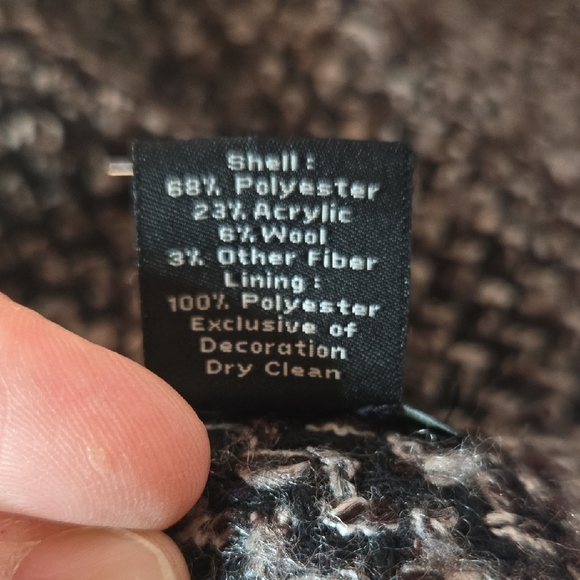 Shell :
68% Polyester
23% Acrylic
6% Wool
3% Other Fiber
Lining :
100% Polyester
Exclusive of
Decoration
Dry Clean